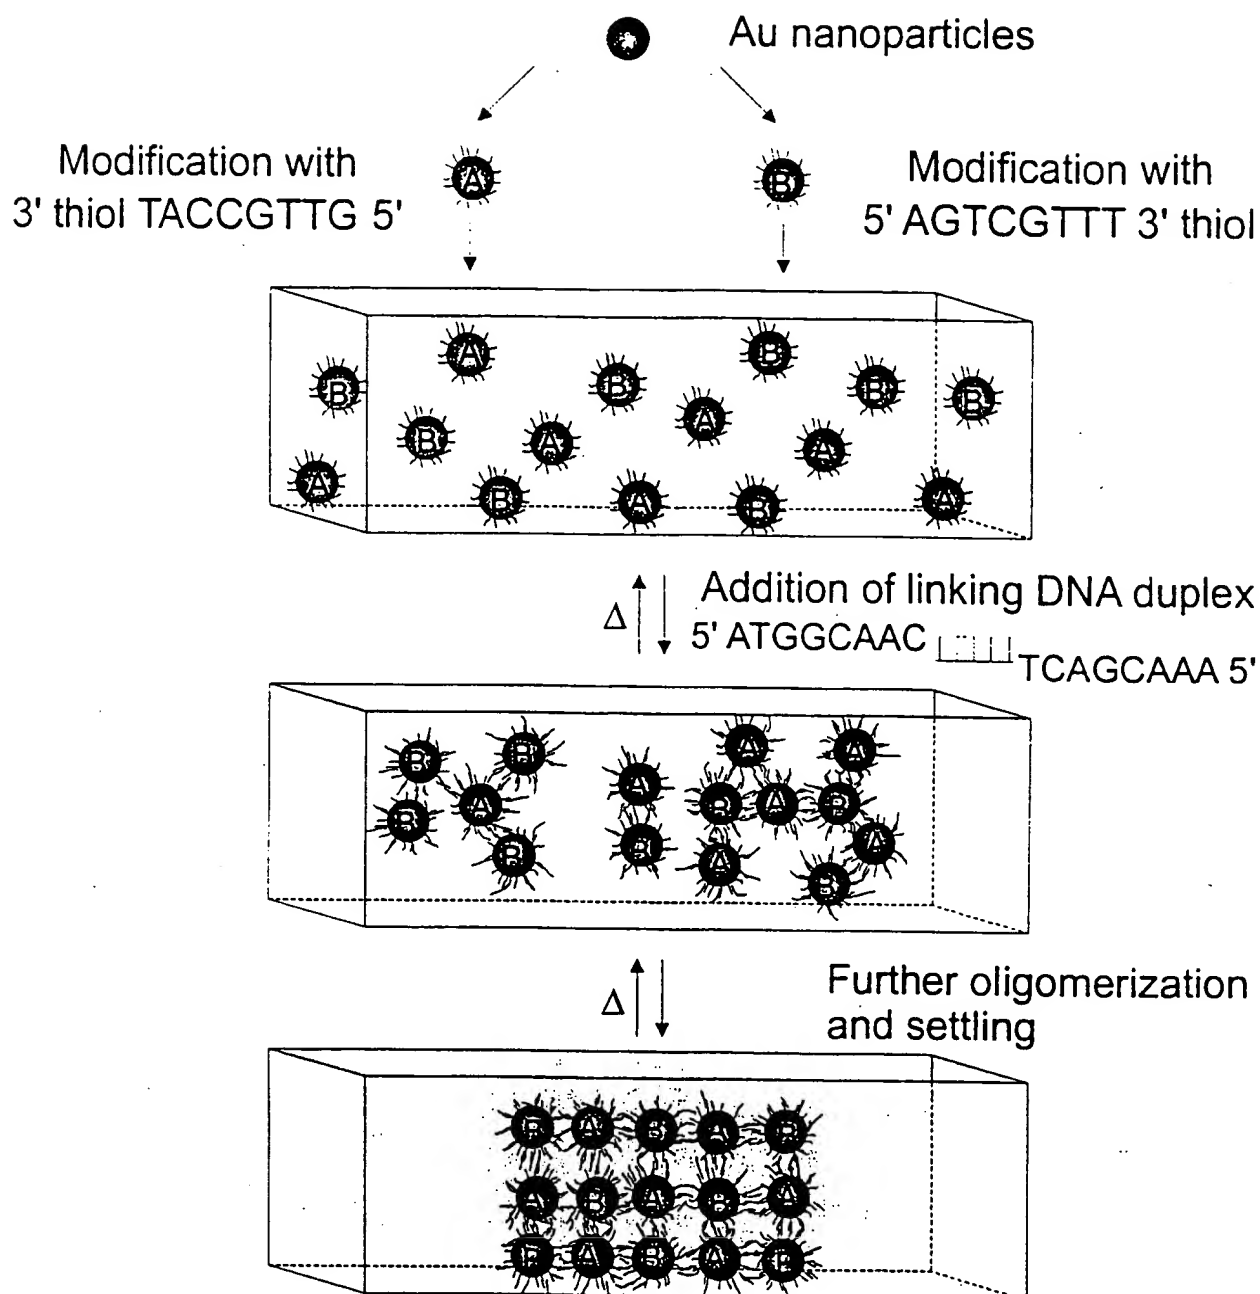 Au nanoparticles
Modification with
3' thiol TACCGTTG 5'
A
B
Modification with
5' AGTCGTTT 3' thiol
A
B
B
B
B
B
A
B
A
A
A
B
A
B
A
Δ
Addition of linking DNA duplex
5' ATGGCAAC
TCAGCAAA 5'
B
B
A
A
A
B
A
B
A
B
B
B
A
A
B
Δ
Further oligomerization
and settling
B A B A B
A B A B A
B A B A B